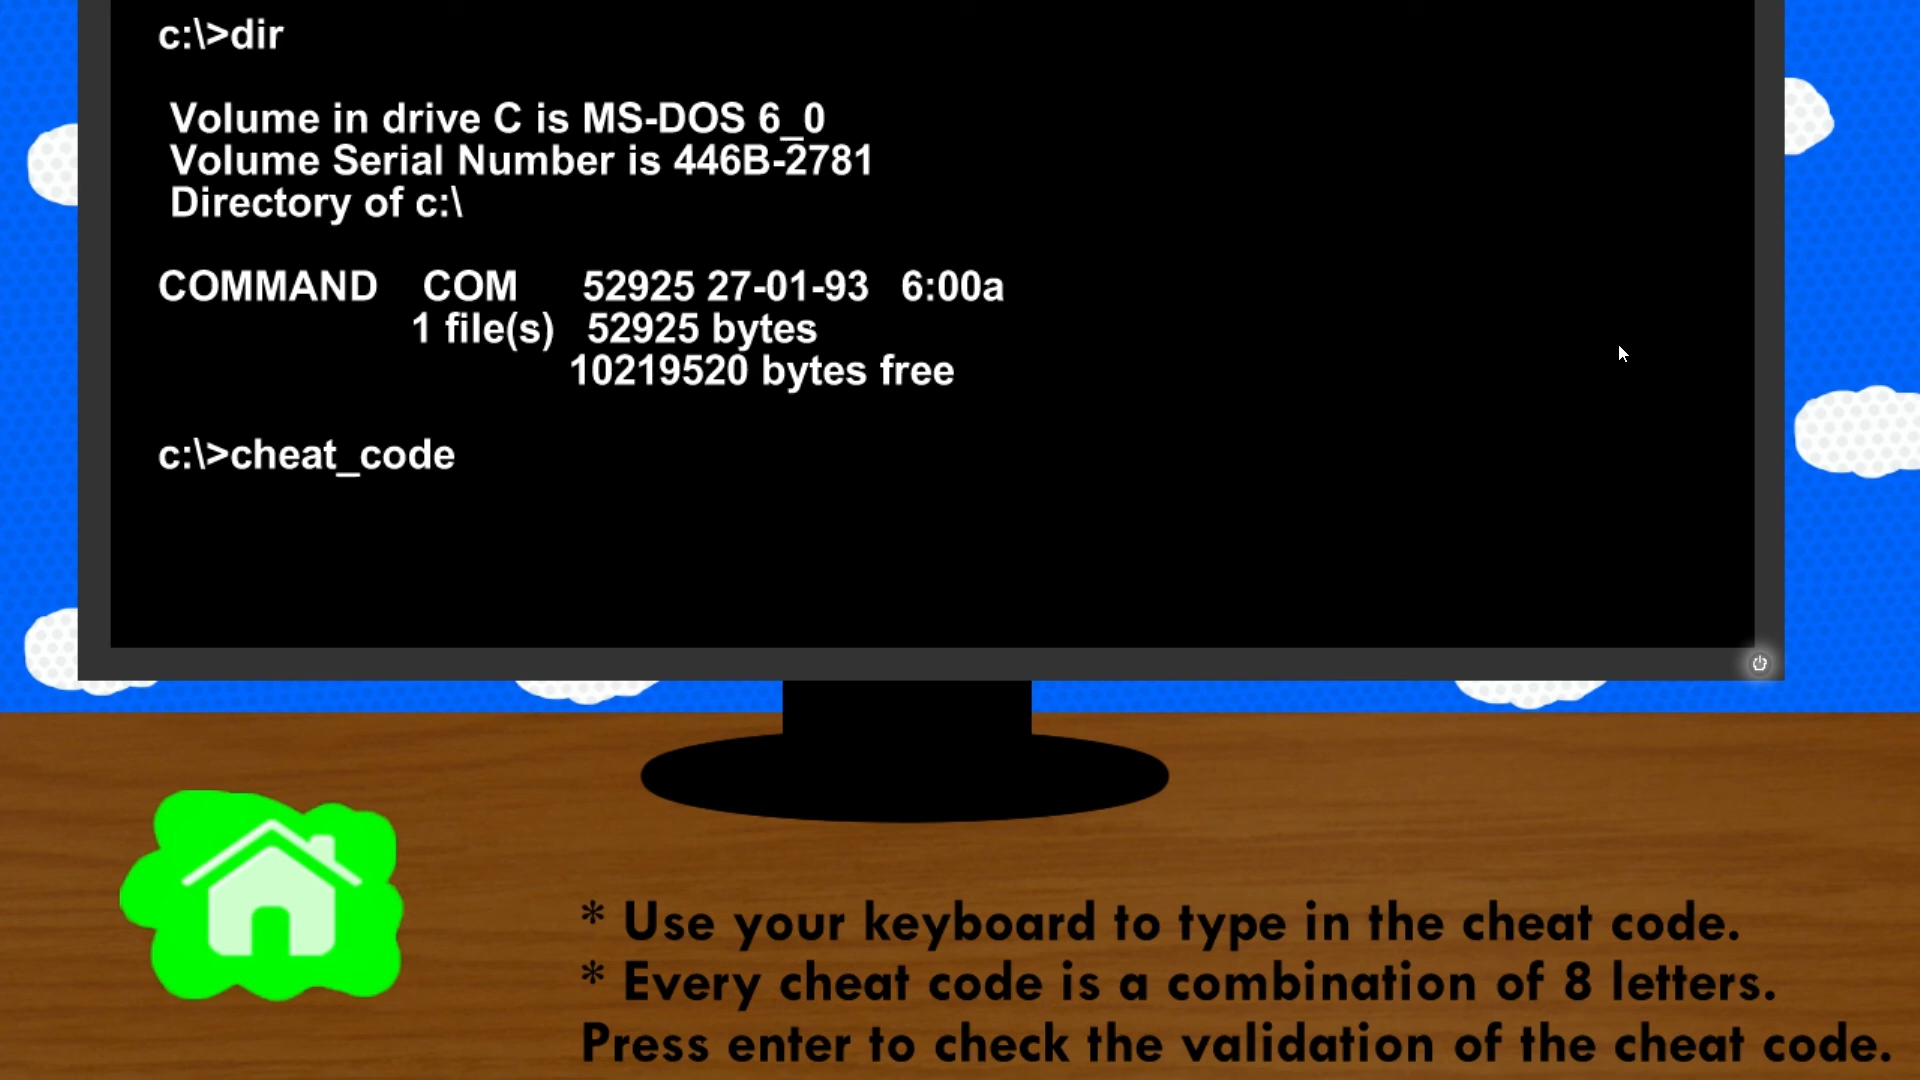 c:\>dir
Volume in drive C is MS-DOS 6_0
Volume Serial Number is 446B-2781
Directory of c:\
COMMAND COM 52925 27-01-93 6:00a
1 file(s) 52925 bytes
10219520 bytes free
c:\>cheat_code
* Use your keyboard to type in the cheat code.
* Every cheat code is a combination of 8 letters.
Press enter to check the validation of the cheat code.